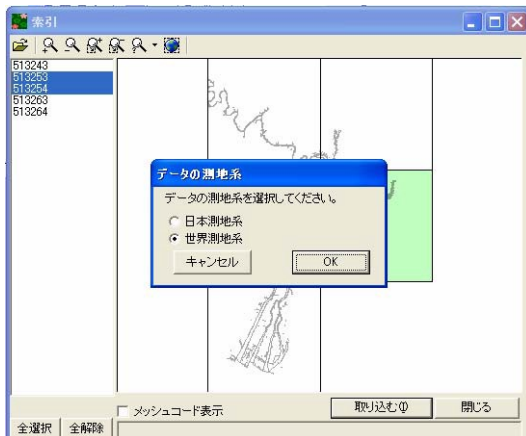 索引
513243
513253
513254
513263
513264
データの測地系
データの測地系を選択してください。
日本測地系
世界測地系
キャンセル OK
メッシュコード表示 取り込む(I) 閉じる
全選択 全解除